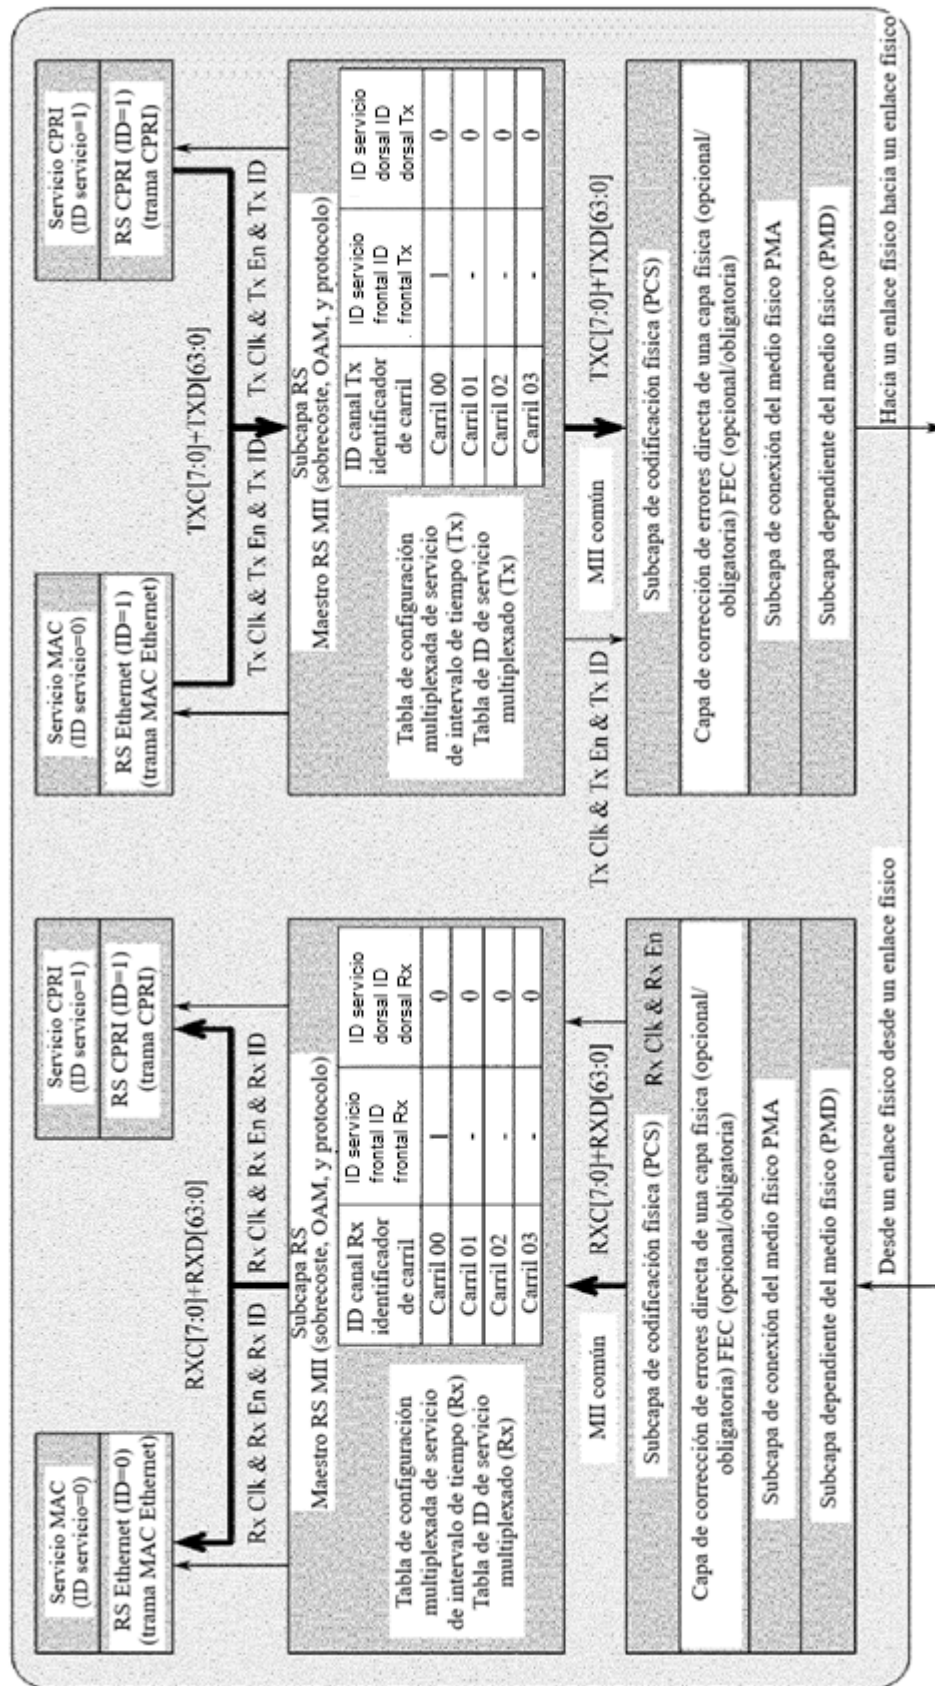 Servicio MAC
(ID servicio=0)
RS Ethernet (ID=0)
(trama MAC Ethernet)
Servicio CPRI
(ID servicio=1)
RS CPRI (ID=1)
(trama CPRI)
RXC[7:0]+RXD[63:0]
Rx Clk & Rx En & Rx ID
Rx Clk & Rx En & Rx ID
Subcapa RS
Maestro RS MII (sobrecoste, OAM, y protocolo)
Tabla de configuración
multiplexada de servicio
de intervalo de tiempo (Rx)
Tabla de ID de servicio
multiplexado (Rx)
ID canal Rx
identificador
de carril
ID servicio
frontal ID
frontal Rx
ID servicio
dorsal ID
dorsal Rx
Carril 00 1 0
Carril 01 - 0
Carril 02 - 0
Carril 03 - 0
MII común
RXC[7:0]+RXD[63:0]
Rx Clk & Rx En
Subcapa de codificación física (PCS)
Capa de corrección de errores directa de una capa física (opcional/
obligatoria) FEC (opcional/obligatoria)
Subcapa de conexión del medio físico PMA
Subcapa dependiente del medio físico (PMD)
Desde un enlace físico desde un enlace físico
Servicio MAC
(ID servicio=0)
RS Ethernet (ID=1)
(trama MAC Ethernet)
Servicio CPRI
(ID servicio=1)
RS CPRI (ID=1)
(trama CPRI)
TXC[7:0]+TXD[63:0]
Tx Clk & Tx En & Tx ID
Tx Clk & Tx En & Tx ID
Subcapa RS
Maestro RS MII (sobrecoste, OAM, y protocolo)
Tabla de configuración
multiplexada de servicio
de intervalo de tiempo (Tx)
Tabla de ID de servicio
multiplexado (Tx)
ID canal Tx
identificador
de carril
ID servicio
frontal ID
frontal Tx
ID servicio
dorsal ID
dorsal Tx
Carril 00 1 0
Carril 01 - 0
Carril 02 - 0
Carril 03 - 0
Tx Clk & Tx En & Tx ID
MII común
TXC[7:0]+TXD[63:0]
Subcapa de codificación física (PCS)
Capa de corrección de errores directa de una capa física (opcional/
obligatoria) FEC (opcional/obligatoria)
Subcapa de conexión del medio físico PMA
Subcapa dependiente del medio físico (PMD)
Hacia un enlace físico hacia un enlace físico